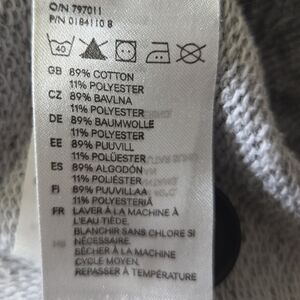 O/N 797011
P/N 0184110 8
40
GB 89% COTTON
11% POLYESTER
CZ 89% BAVLNA
11% POLYESTER
DE 89% BAUMWOLLE
11% POLYESTER
EE 89% PUUVILL
11% POLÜESTER
ES 89% ALGODÓN
11% POLIÉSTER
FI 89% PUUVILLAA
11% POLYESTERIÄ
FR LAVER À LA MACHINE À
L'EAU TIÈDE.
BLANCHIR SANS CHLORE SI
NÉCESSAIRE.
SÉCHER À LA MACHINE
CYCLE MOYEN.
REPASSER À TEMPÉRATURE